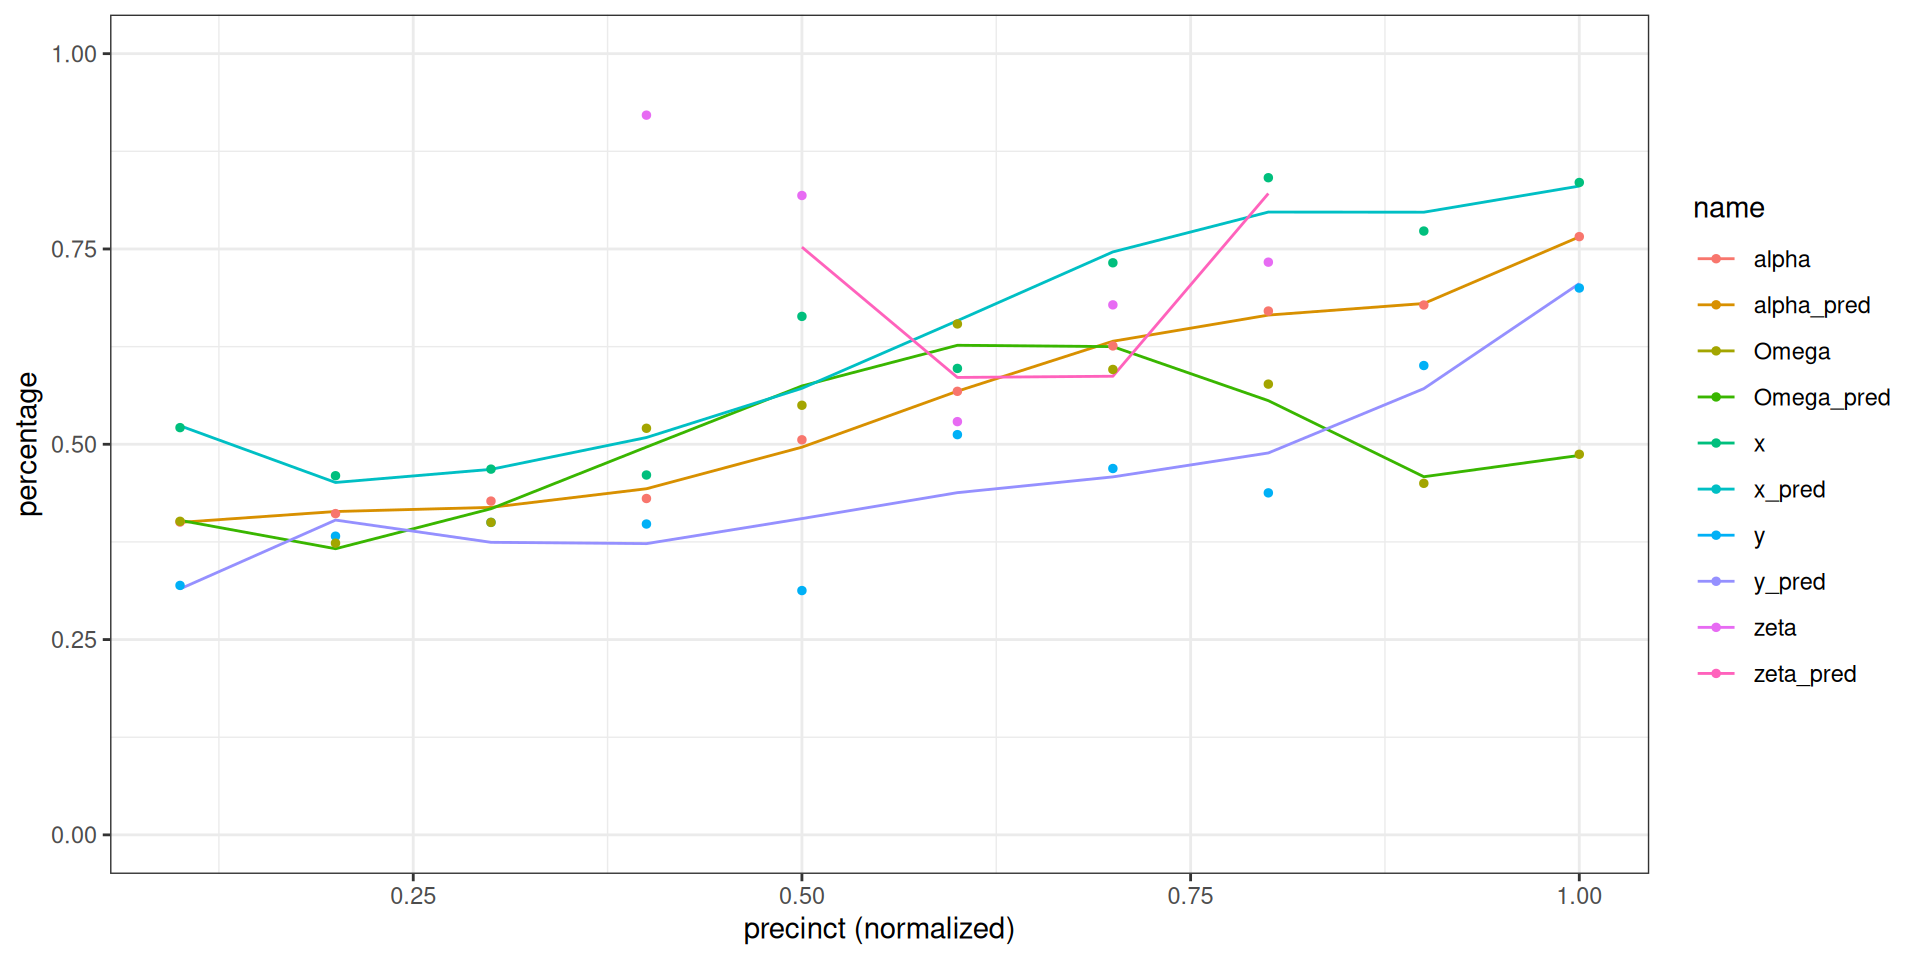 1.00
0.75
0.50
0.25
0.00
percentage
0.25 0.50 0.75 1.00
precinct (normalized)
name
alpha
alpha_pred
Omega
Omega_pred
x
x_pred
y
y_pred
zeta
zeta_pred